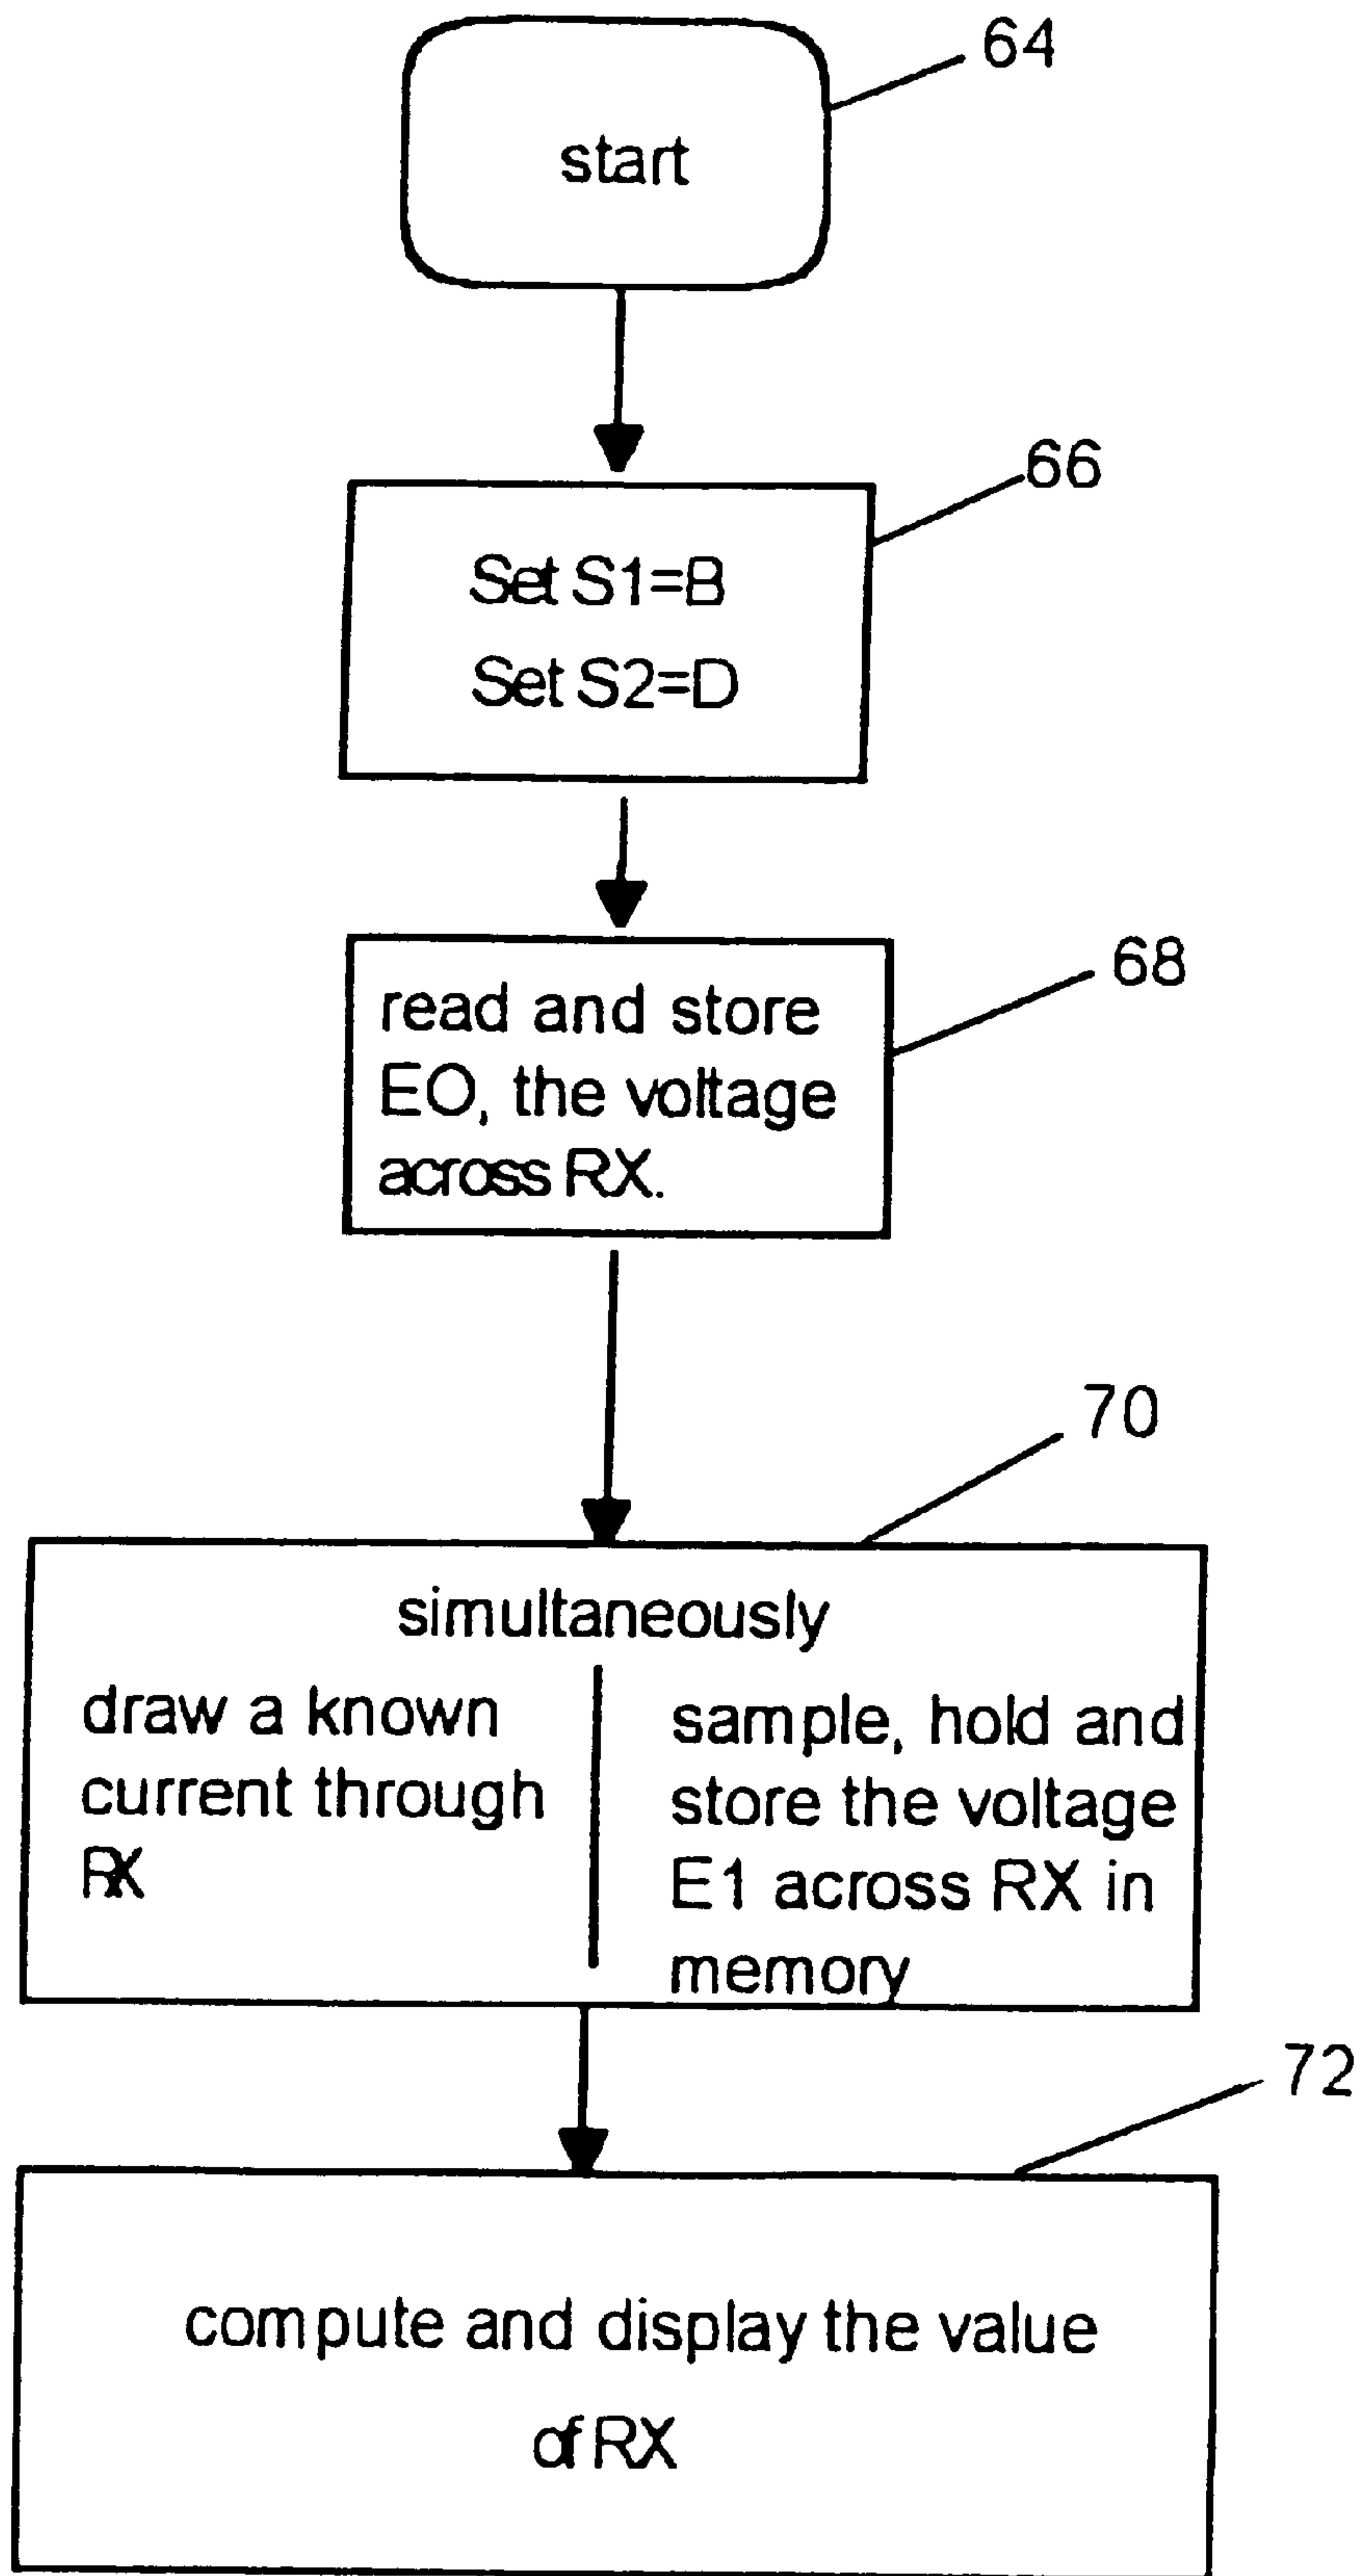 64
start
66
Set S1=B
Set S2=D
68
read and store
EO, the voltage
across RX.
70
simultaneously
draw a known
current through
RX
sample, hold and
store the voltage
E1 across RX in
memory
72
compute and display the value
of RX